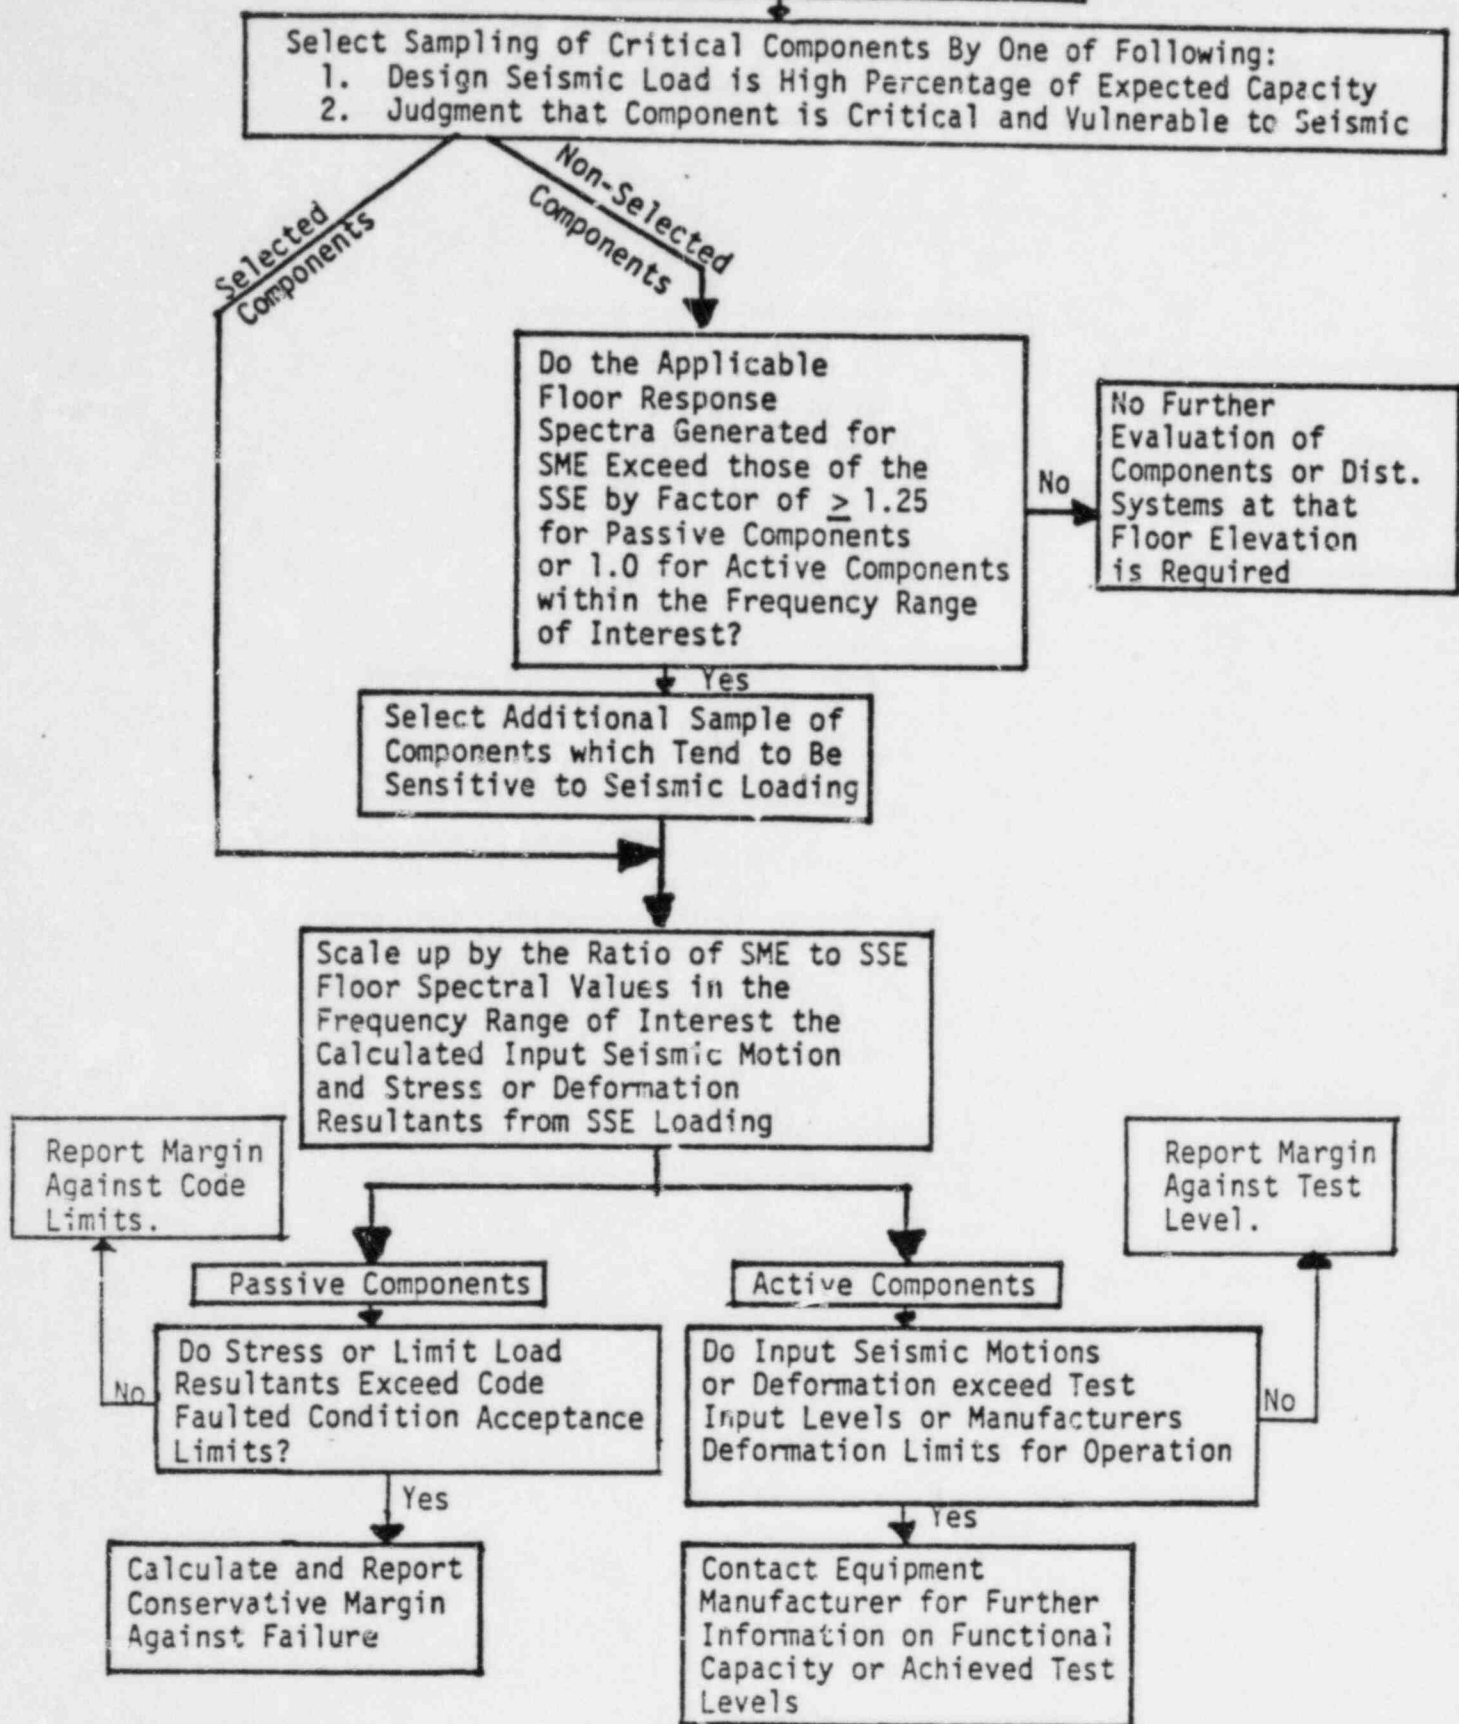 Select Sampling of Critical Components By One of Following:
1. Design Seismic Load is High Percentage of Expected Capacity
2. Judgment that Component is Critical and Vulnerable to Seismic
Selected
Components
Non-Selected
Components
Do the Applicable
Floor Response
Spectra Generated for
SME Exceed those of the
SSE by Factor of ≥ 1.25
for Passive Components
or 1.0 for Active Components
within the Frequency Range
of Interest?
No
No Further
Evaluation of
Components or Dist.
Systems at that
Floor Elevation
is Required
Yes
Select Additional Sample of
Components which Tend to Be
Sensitive to Seismic Loading
Scale up by the Ratio of SME to SSE
Floor Spectral Values in the
Frequency Range of Interest the
Calculated Input Seismic Motion
and Stress or Deformation
Resultants from SSE Loading
Report Margin
Against Code
Limits.
Report Margin
Against Test
Level.
Passive Components
Active Components
No
Do Stress or Limit Load
Resultants Exceed Code
Faulted Condition Acceptance
Limits?
Do Input Seismic Motions
or Deformation exceed Test
Input Levels or Manufacturers
Deformation Limits for Operation
No
Yes
Yes
Calculate and Report
Conservative Margin
Against Failure
Contact Equipment
Manufacturer for Further
Information on Functional
Capacity or Achieved Test
Levels